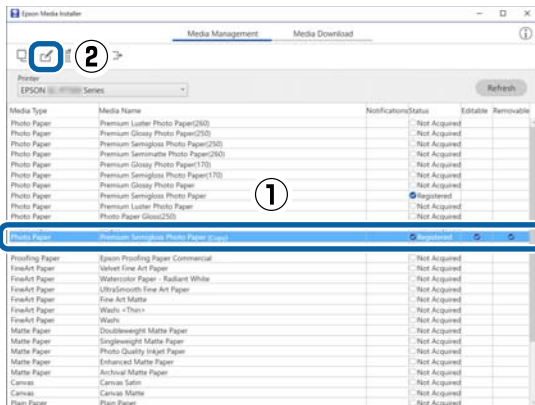 Epson Media Installer
Media Management Media Download
②
Printer
EPSON Series
Refresh
Media Type Media Name Notifications Status Editable Removable
Photo Paper Premium Luster Photo Paper(260) Not Acquired
Photo Paper Premium Glossy Photo Paper(250) Not Acquired
Photo Paper Premium Semigloss Photo Paper(250) Not Acquired
Photo Paper Premium Semimatte Photo Paper(260) Not Acquired
Photo Paper Premium Glossy Photo Paper(170) Not Acquired
Photo Paper Premium Semigloss Photo Paper(170) Not Acquired
Photo Paper Premium Glossy Photo Paper Not Acquired
Photo Paper Premium Semigloss Photo Paper Registered
Photo Paper Premium Luster Photo Paper Not Acquired
Photo Paper Photo Paper Gloss(250) Not Acquired
①
Photo Paper Premium Semigloss Photo Paper (Copy) Registered
Proofing Paper Epson Proofing Paper Commercial Not Acquired
FineArt Paper Velvet Fine Art Paper Not Acquired
FineArt Paper Watercolor Paper - Radiant White Not Acquired
FineArt Paper UltraSmooth Fine Art Paper Not Acquired
FineArt Paper Fine Art Matte Not Acquired
FineArt Paper Washi <Thin> Not Acquired
FineArt Paper Washi Not Acquired
Matte Paper Doubleweight Matte Paper Not Acquired
Matte Paper Singleweight Matte Paper Not Acquired
Matte Paper Photo Quality Inkjet Paper Not Acquired
Matte Paper Enhanced Matte Paper Not Acquired
Matte Paper Archival Matte Paper Not Acquired
Canvas Canvas Satin Not Acquired
Canvas Canvas Matte Not Acquired
Plain Paper Plain Paper Not Acquired